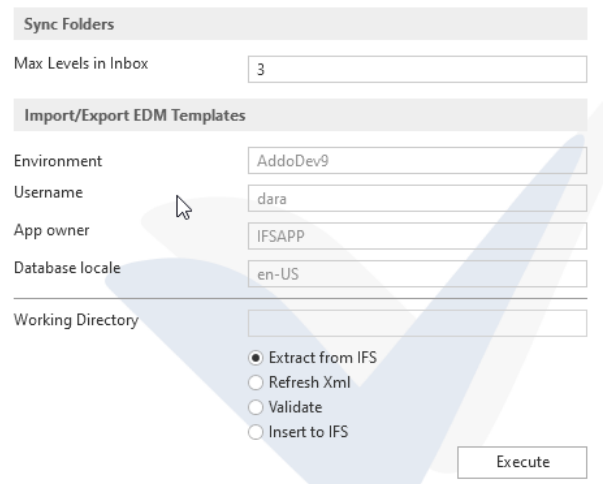 Sync Folders
Max Levels in Inbox 3
Import/Export EDM Templates
Environment AddoDev9
Username dara
App owner IFSAPP
Database locale en-US
Working Directory
Extract from IFS
Refresh Xml
Validate
Insert to IFS
Execute